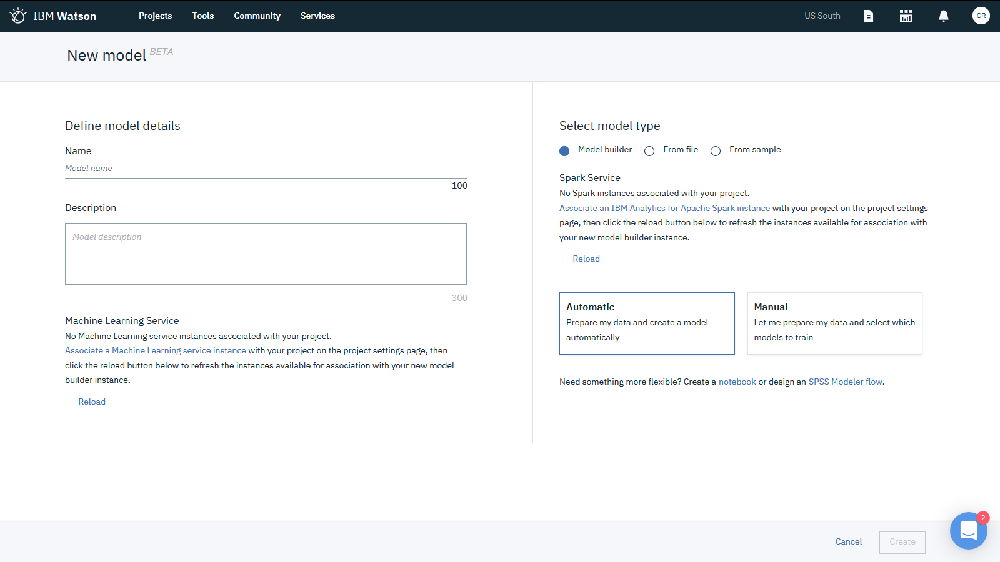 IBM Watson Projects Tools Community Services US South CR
New model BETA
Define model details
Name
Model name
100
Description
Model description
300
Machine Learning Service
No Machine Learning service instances associated with your project.
Associate a Machine Learning service instance with your project on the project settings page, then
click the reload button below to refresh the instances available for association with your new model
builder instance.
Reload
Select model type
Model builder From file From sample
Spark Service
No Spark instances associated with your project.
Associate an IBM Analytics for Apache Spark instance with your project on the project settings
page, then click the reload button below to refresh the instances available for association with
your new model builder instance.
Reload
Automatic
Prepare my data and create a model
automatically
Manual
Let me prepare my data and select which
models to train
Need something more flexible? Create a notebook or design an SPSS Modeler flow.
Cancel Create
2